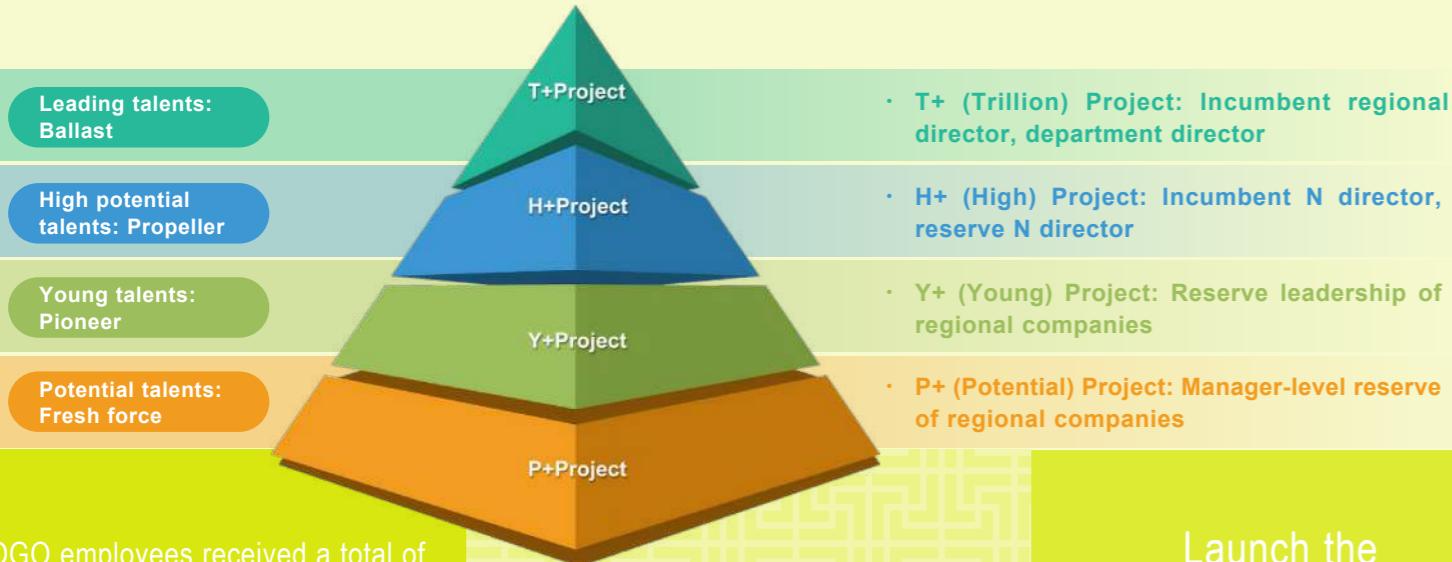 Leading talents:
Ballast
T+Project
· T+ (Trillion) Project: Incumbent regional
director, department director
High potential
talents: Propeller
H+Project
· H+ (High) Project: Incumbent N director,
reserve N director
Young talents:
Pioneer
Y+Project
· Y+ (Young) Project: Reserve leadership of
regional companies
Potential talents:
Fresh force
P+Project
· P+ (Potential) Project: Manager-level reserve
of regional companies
employees received a total of
Launch the